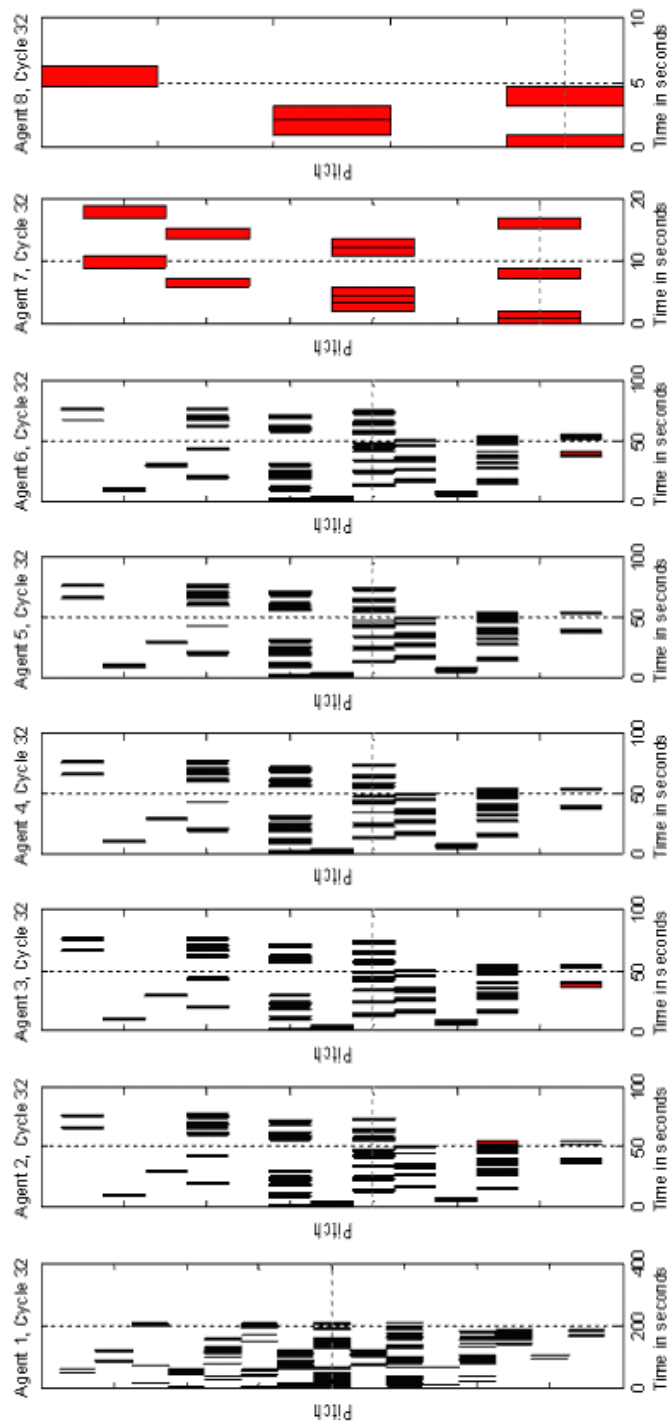 Agent 1, Cycle 32
Pitch
0 200 400
Time in seconds
Agent 2, Cycle 32
Pitch
0 50 100
Time in seconds
Agent 3, Cycle 32
Pitch
0 50 100
Time in seconds
Agent 4, Cycle 32
Pitch
0 50 100
Time in seconds
Agent 5, Cycle 32
Pitch
0 50 100
Time in seconds
Agent 6, Cycle 32
Pitch
0 50 100
Time in seconds
Agent 7, Cycle 32
Pitch
0 10 20
Time in seconds
Agent 8, Cycle 32
Pitch
0 5 10
Time in seconds